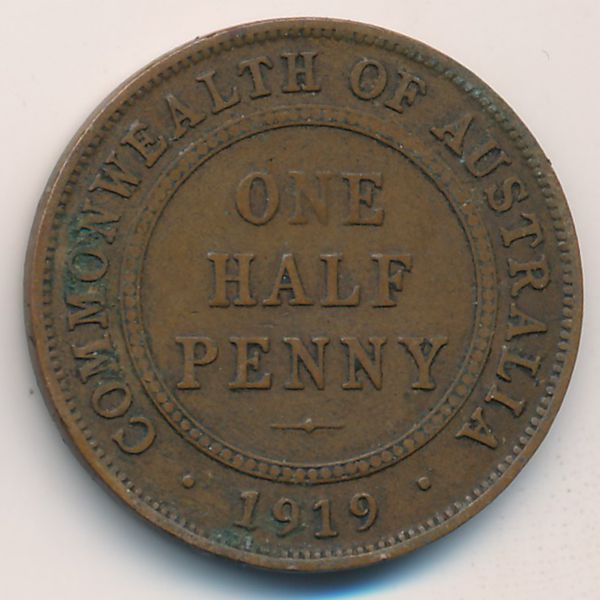 COMMONWEALTH OF AUSTRALIA
ONE
HALF
PENNY
· 1919 ·